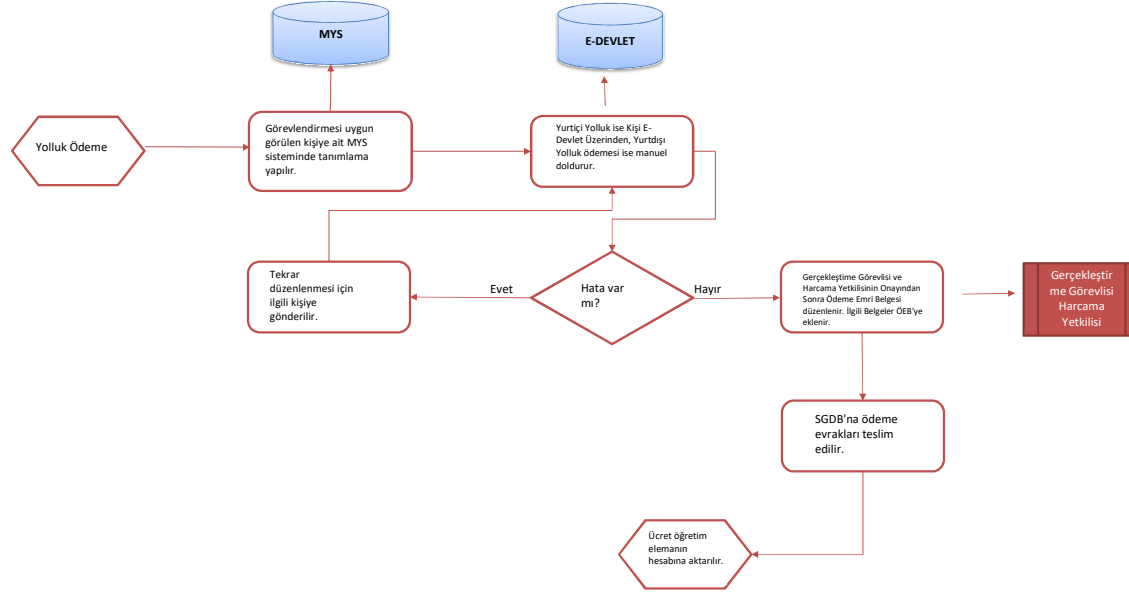 MYS
E-DEVLET
Yolluk Ödeme
Görevlendirmesi uygun
görülen kişiye ait MYS
sisteminde tanımlama
yapılır.
Yurtiçi Yolluk ise Kişi E-
Devlet Üzerinden, Yurtdışı
Yolluk ödemesi ise manuel
doldurur.
Tekrar
düzenlenmesi için
ilgili kişiye
gönderilir.
Evet
Hata var
mı?
Hayır
Gerçekleştime Görevlisi ve
Harcama Yetkilisinin Onayından
Sonra Ödeme Emri Belgesi
düzenlenir. İlgili Belgeler ÖEB'ye
eklenir.
Gerçekleştir
me Görevlisi
Harcama
Yetkilisi
SGDB'na ödeme
evrakları teslim
edilir.
Ücret öğretim
elemanın
hesabına aktarılır.